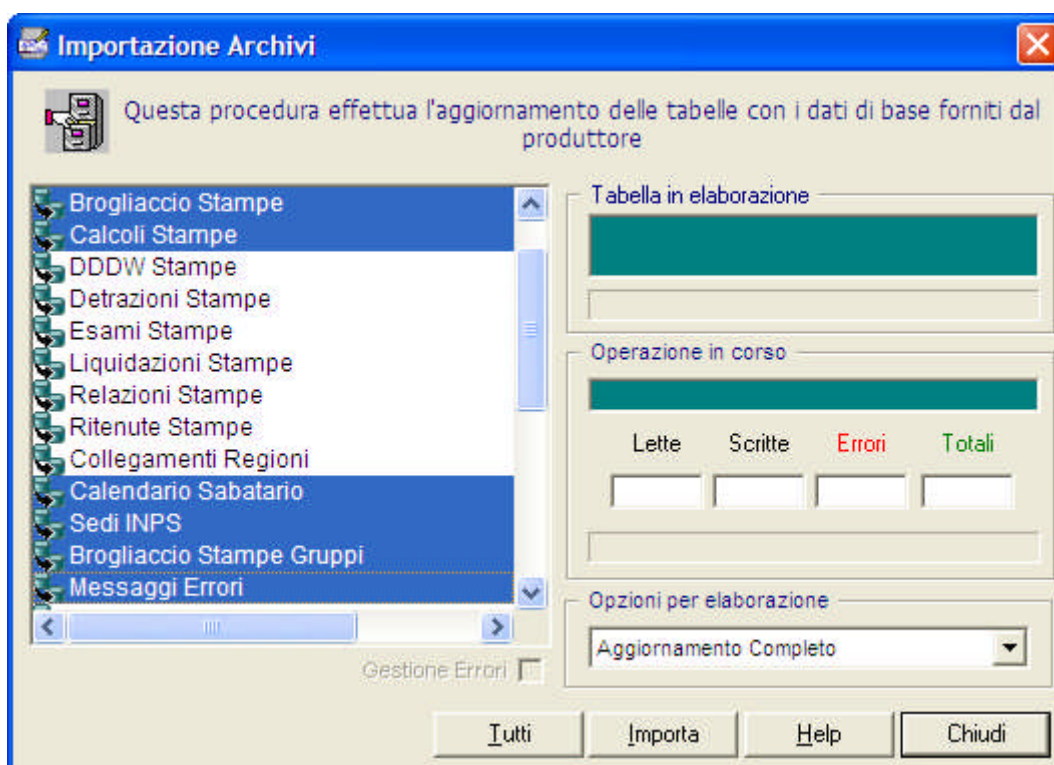 Importazione Archivi
Questa procedura effettua l'aggiornamento delle tabelle con i dati di base forniti dal
produttore
Brogliaccio Stampe
Calcoli Stampe
DDDW Stampe
Detrazioni Stampe
Esami Stampe
Liquidazioni Stampe
Relazioni Stampe
Ritenute Stampe
Collegamenti Regioni
Calendario Sabatario
Sedi INPS
Brogliaccio Stampe Gruppi
Messaggi Errori
Gestione Errori
Tabella in elaborazione
Operazione in corso
Lette Scritte Errori Totali
Opzioni per elaborazione
Aggiornamento Completo
Tutti Importa Help Chiudi